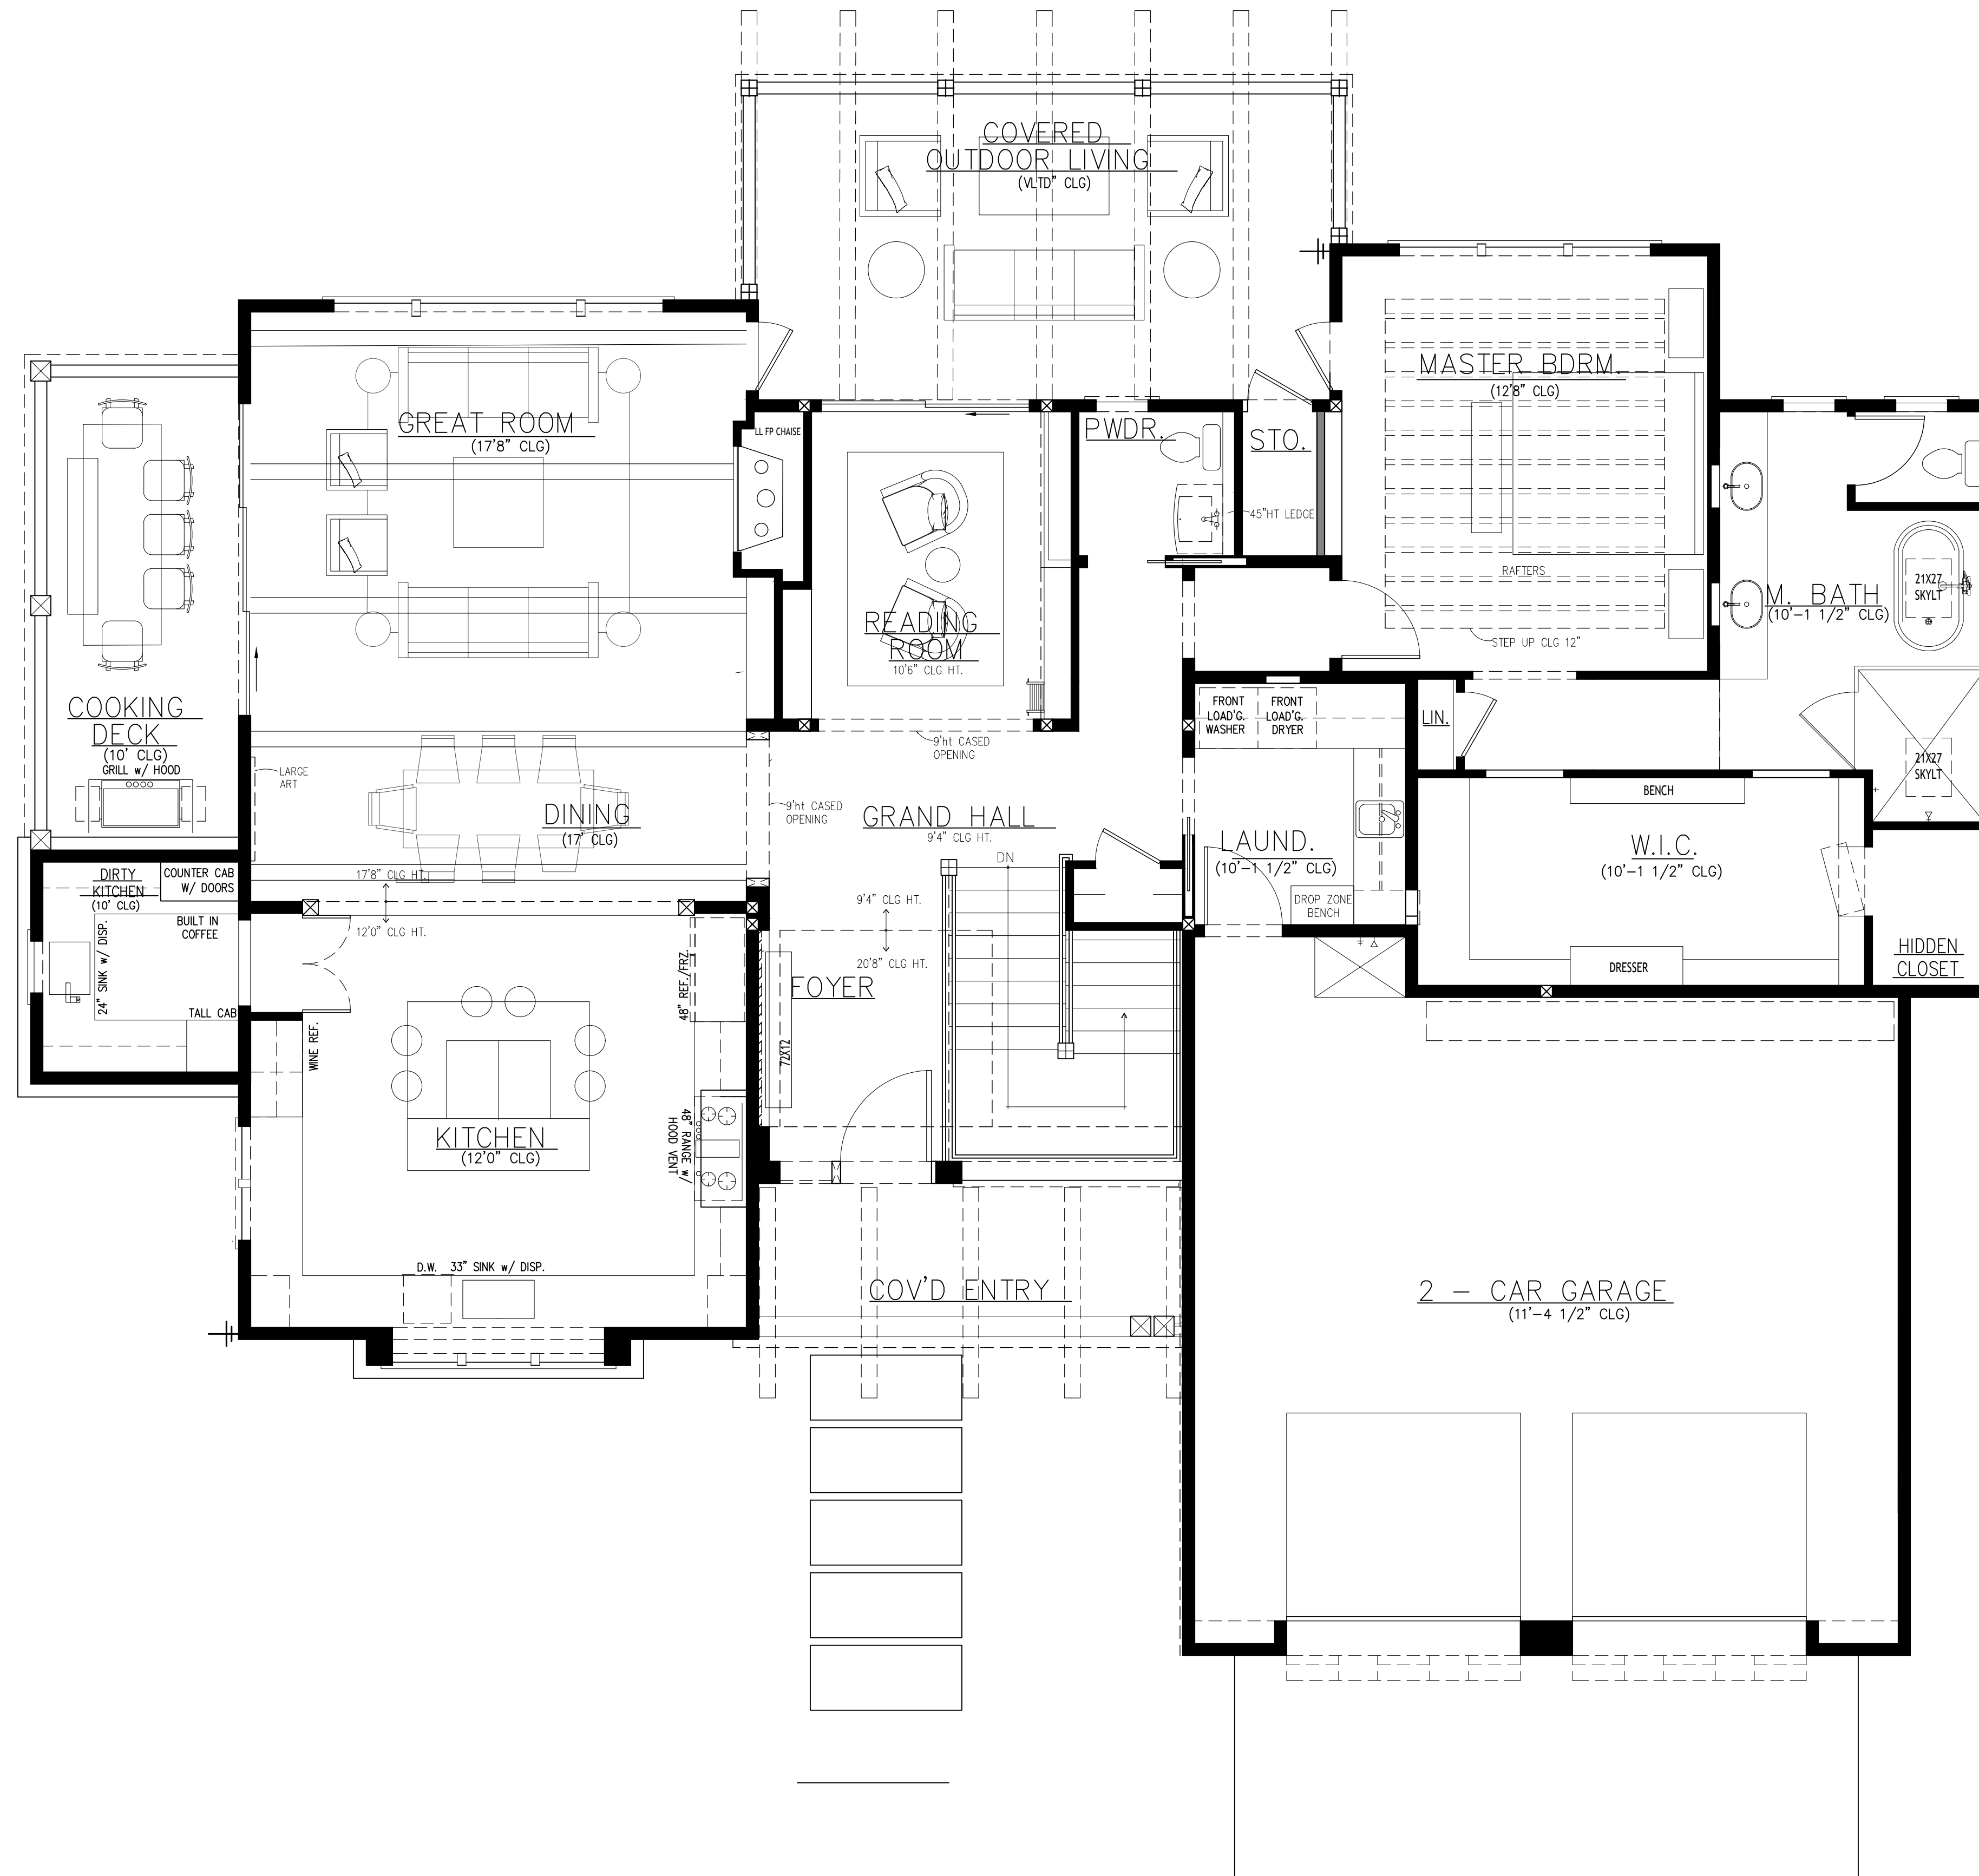 COVERED
OUTDOOR LIVING
(VLTD" CLG)
GREAT ROOM
(17'8" CLG)
LL FP CHAISE
PWDR.
STO.
45"HT LEDGE
MASTER BDRM.
(12'8" CLG)
RAFTERS
STEP UP CLG 12"
M. BATH
(10'-1 1/2" CLG)
21X27
SKYLT
21X27
SKYLT
READING
ROOM
10'6" CLG HT.
9'ht CASED
OPENING
COOKING
DECK
(10' CLG)
GRILL w/ HOOD
LARGE
ART
DINING
(17' CLG)
9'ht CASED
OPENING
GRAND HALL
9'4" CLG HT.
FRONT
LOAD'G.
WASHER
FRONT
LOAD'G.
DRYER
LIN.
LAUND.
(10'-1 1/2" CLG)
DROP ZONE
BENCH
BENCH
W.I.C.
(10'-1 1/2" CLG)
DRESSER
HIDDEN
CLOSET
DIRTY
KITCHEN
(10' CLG)
COUNTER CAB
W/ DOORS
BUILT IN
COFFEE
24" SINK w/ DISP.
TALL CAB
17'8" CLG HT.
12'0" CLG HT.
WINE REF.
48" REF./FRZ.
DN
9'4" CLG HT.
20'8" CLG HT.
FOYER
72X12
KITCHEN
(12'0" CLG)
48" RANGE w/
HOOD VENT
D.W.  33" SINK w/ DISP.
COV'D ENTRY
2 - CAR GARAGE
(11'-4 1/2" CLG)